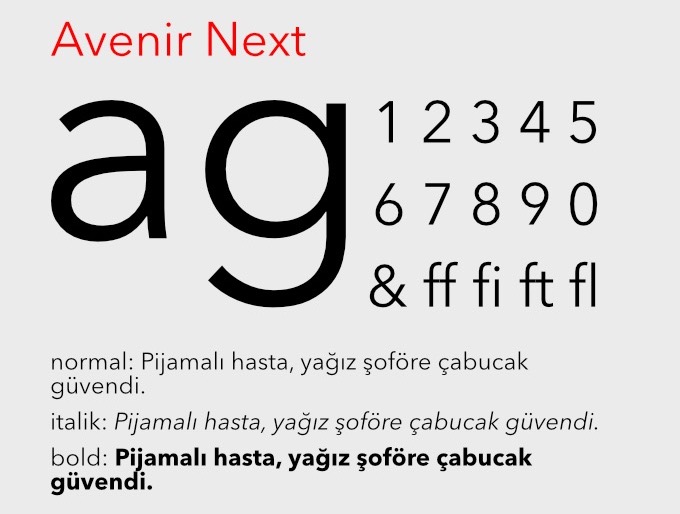 Avenir Next
ag
1 2 3 4 5
6 7 8 9 0
& ff fi ft fl
normal: Pijamalı hasta, yağız şoföre çabucak
güvendi.
italik: Pijamalı hasta, yağız şoföre çabucak güvendi.
bold: Pijamalı hasta, yağız şoföre çabucak
güvendi.